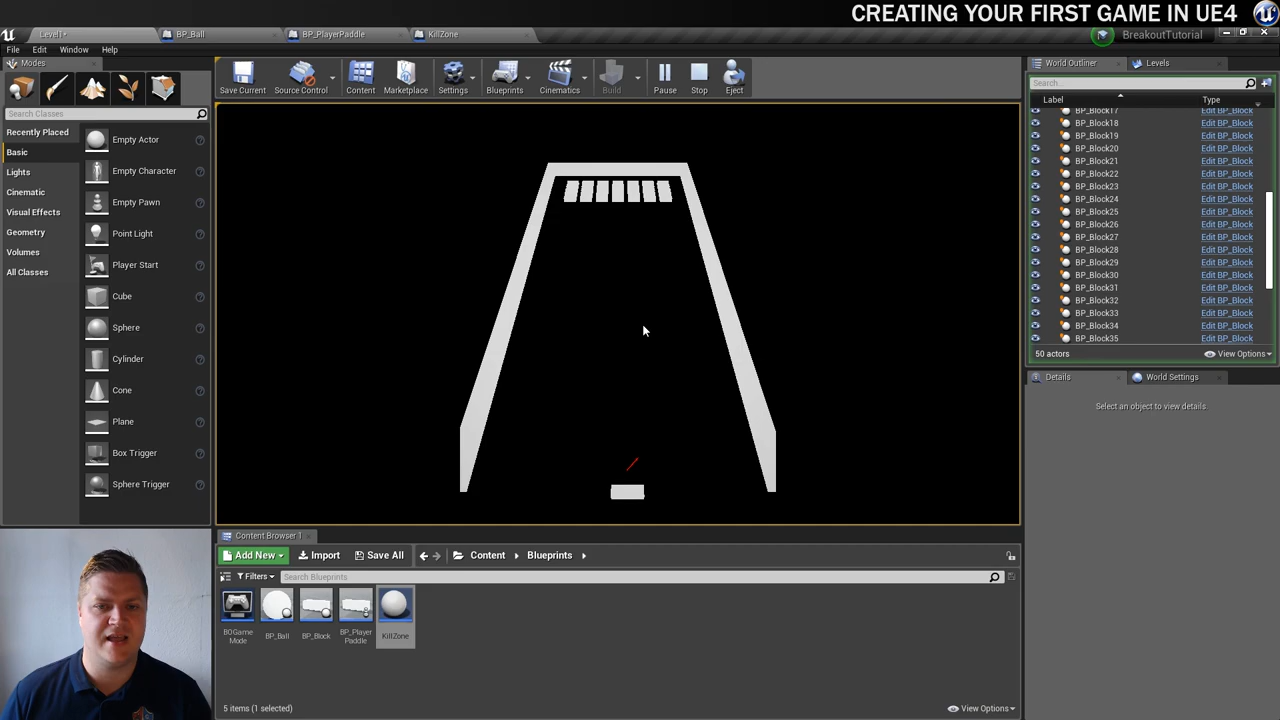 CREATING YOUR FIRST GAME IN UE4
Level1*
BP_Ball
BP_PlayerPaddle
KillZone
BreakoutTutorial
File
Edit
Window
Help
Modes
Search Classes
Recently Placed
Basic
Lights
Cinematic
Visual Effects
Geometry
Volumes
All Classes
Empty Actor
Empty Character
Empty Pawn
Point Light
Player Start
Cube
Sphere
Cylinder
Cone
Plane
Box Trigger
Sphere Trigger
Save Current
Source Control
Content
Marketplace
Settings
Blueprints
Cinematics
Build
Pause
Stop
Eject
World Outliner
Levels
Search...
Label
Type
BP_Block17 Edit BP_Block
BP_Block18 Edit BP_Block
BP_Block19 Edit BP_Block
BP_Block20 Edit BP_Block
BP_Block21 Edit BP_Block
BP_Block22 Edit BP_Block
BP_Block23 Edit BP_Block
BP_Block24 Edit BP_Block
BP_Block25 Edit BP_Block
BP_Block26 Edit BP_Block
BP_Block27 Edit BP_Block
BP_Block28 Edit BP_Block
BP_Block29 Edit BP_Block
BP_Block30 Edit BP_Block
BP_Block31 Edit BP_Block
BP_Block32 Edit BP_Block
BP_Block33 Edit BP_Block
BP_Block34 Edit BP_Block
BP_Block35 Edit BP_Block
50 actors
View Options
Details
World Settings
Select an object to view details.
Content Browser 1
Add New
Import
Save All
Content
Blueprints
Filters
Search Blueprints
BOGame
Mode
BP_Ball
BP_Block
BP_Player
Paddle
KillZone
5 items (1 selected)
View Options